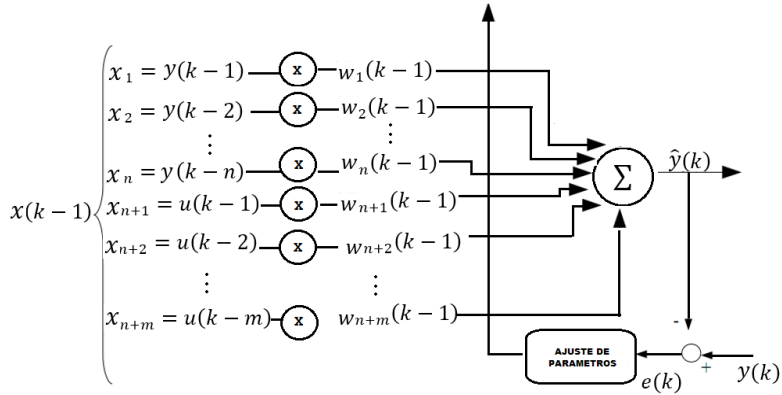 x₁ = y(k − 1) x w₁(k − 1)
x₂ = y(k − 2) x w₂(k − 1)
⋮ ⋮
xₙ = y(k − n) x wₙ(k − 1)
x(k − 1)
xₙ₊₁ = u(k − 1) x wₙ₊₁(k − 1)
xₙ₊₂ = u(k − 2) x wₙ₊₂(k − 1)
⋮ ⋮
xₙ₊ₘ = u(k − m) x wₙ₊ₘ(k − 1)
Σ
ŷ(k)
-
+
y(k)
e(k)
AJUSTE DE
PARAMETROS